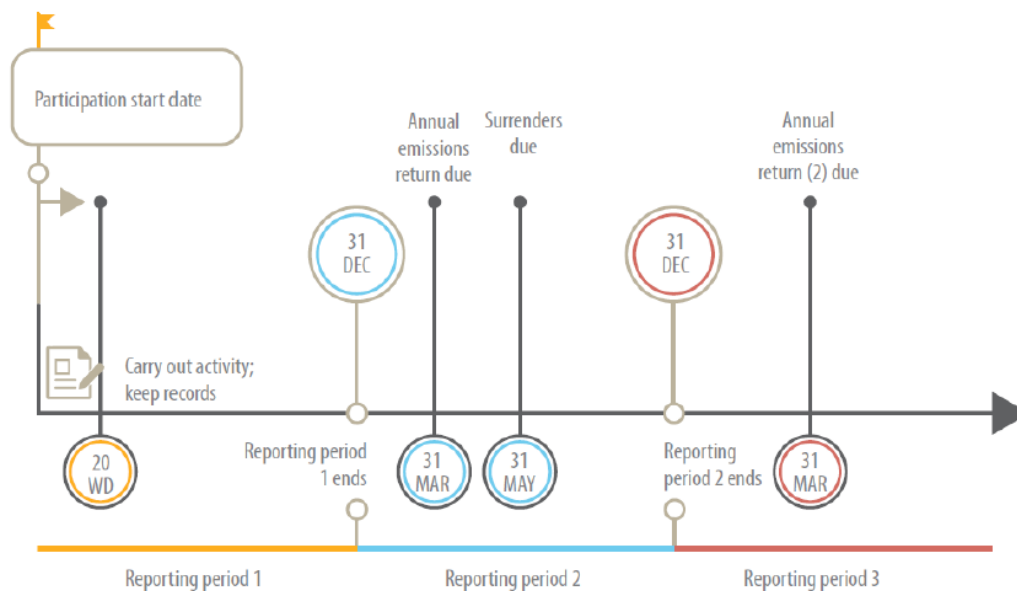 Participation start date
Annual
emissions
return due
Surrenders
due
Annual
emissions
return (2) due
31
DEC
31
DEC
Carry out activity;
keep records
20
WD
Reporting period
1 ends
31
MAR
31
MAY
Reporting
period 2 ends
31
MAR
Reporting period 1
Reporting period 2
Reporting period 3